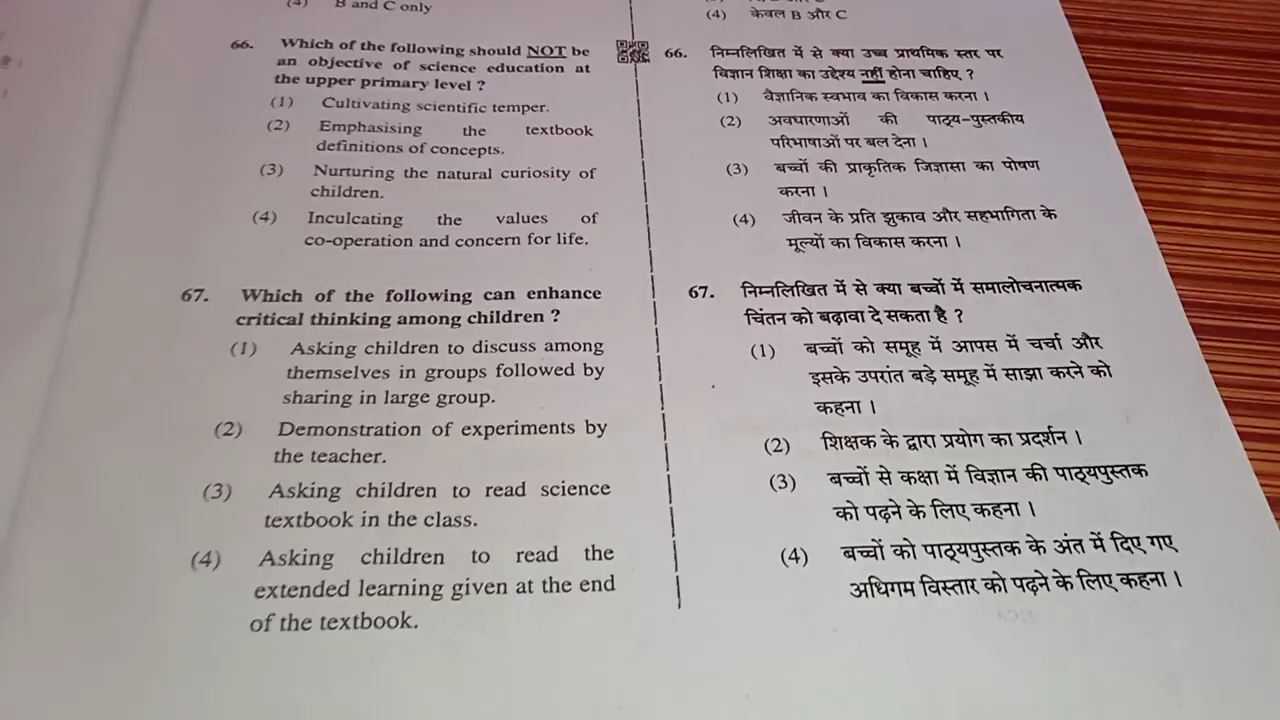 (4) B and C only
66. Which of the following should NOT be
an objective of science education at
the upper primary level ?
(1) Cultivating scientific temper.
(2) Emphasising the textbook
definitions of concepts.
(3) Nurturing the natural curiosity of
children.
(4) Inculcating the values of
co-operation and concern for life.
67. Which of the following can enhance
critical thinking among children ?
(1) Asking children to discuss among
themselves in groups followed by
sharing in large group.
(2) Demonstration of experiments by
the teacher.
(3) Asking children to read science
textbook in the class.
(4) Asking children to read the
extended learning given at the end
of the textbook.
(4) केवल B और C
66. निम्नलिखित में से क्या उच्च प्राथमिक स्तर पर
विज्ञान शिक्षा का उद्देश्य नहीं होना चाहिए ?
(1) वैज्ञानिक स्वभाव का विकास करना ।
(2) अवधारणाओं की पाठ्य-पुस्तकीय
परिभाषाओं पर बल देना ।
(3) बच्चों की प्राकृतिक जिज्ञासा का पोषण
करना ।
(4) जीवन के प्रति झुकाव और सहभागिता के
मूल्यों का विकास करना ।
67. निम्नलिखित में से क्या बच्चों में समालोचनात्मक
चिंतन को बढ़ावा दे सकता है ?
(1) बच्चों को समूह में आपस में चर्चा और
इसके उपरांत बड़े समूह में साझा करने को
कहना ।
(2) शिक्षक के द्वारा प्रयोग का प्रदर्शन ।
(3) बच्चों से कक्षा में विज्ञान की पाठ्यपुस्तक
को पढ़ने के लिए कहना ।
(4) बच्चों को पाठ्यपुस्तक के अंत में दिए गए
अधिगम विस्तार को पढ़ने के लिए कहना ।